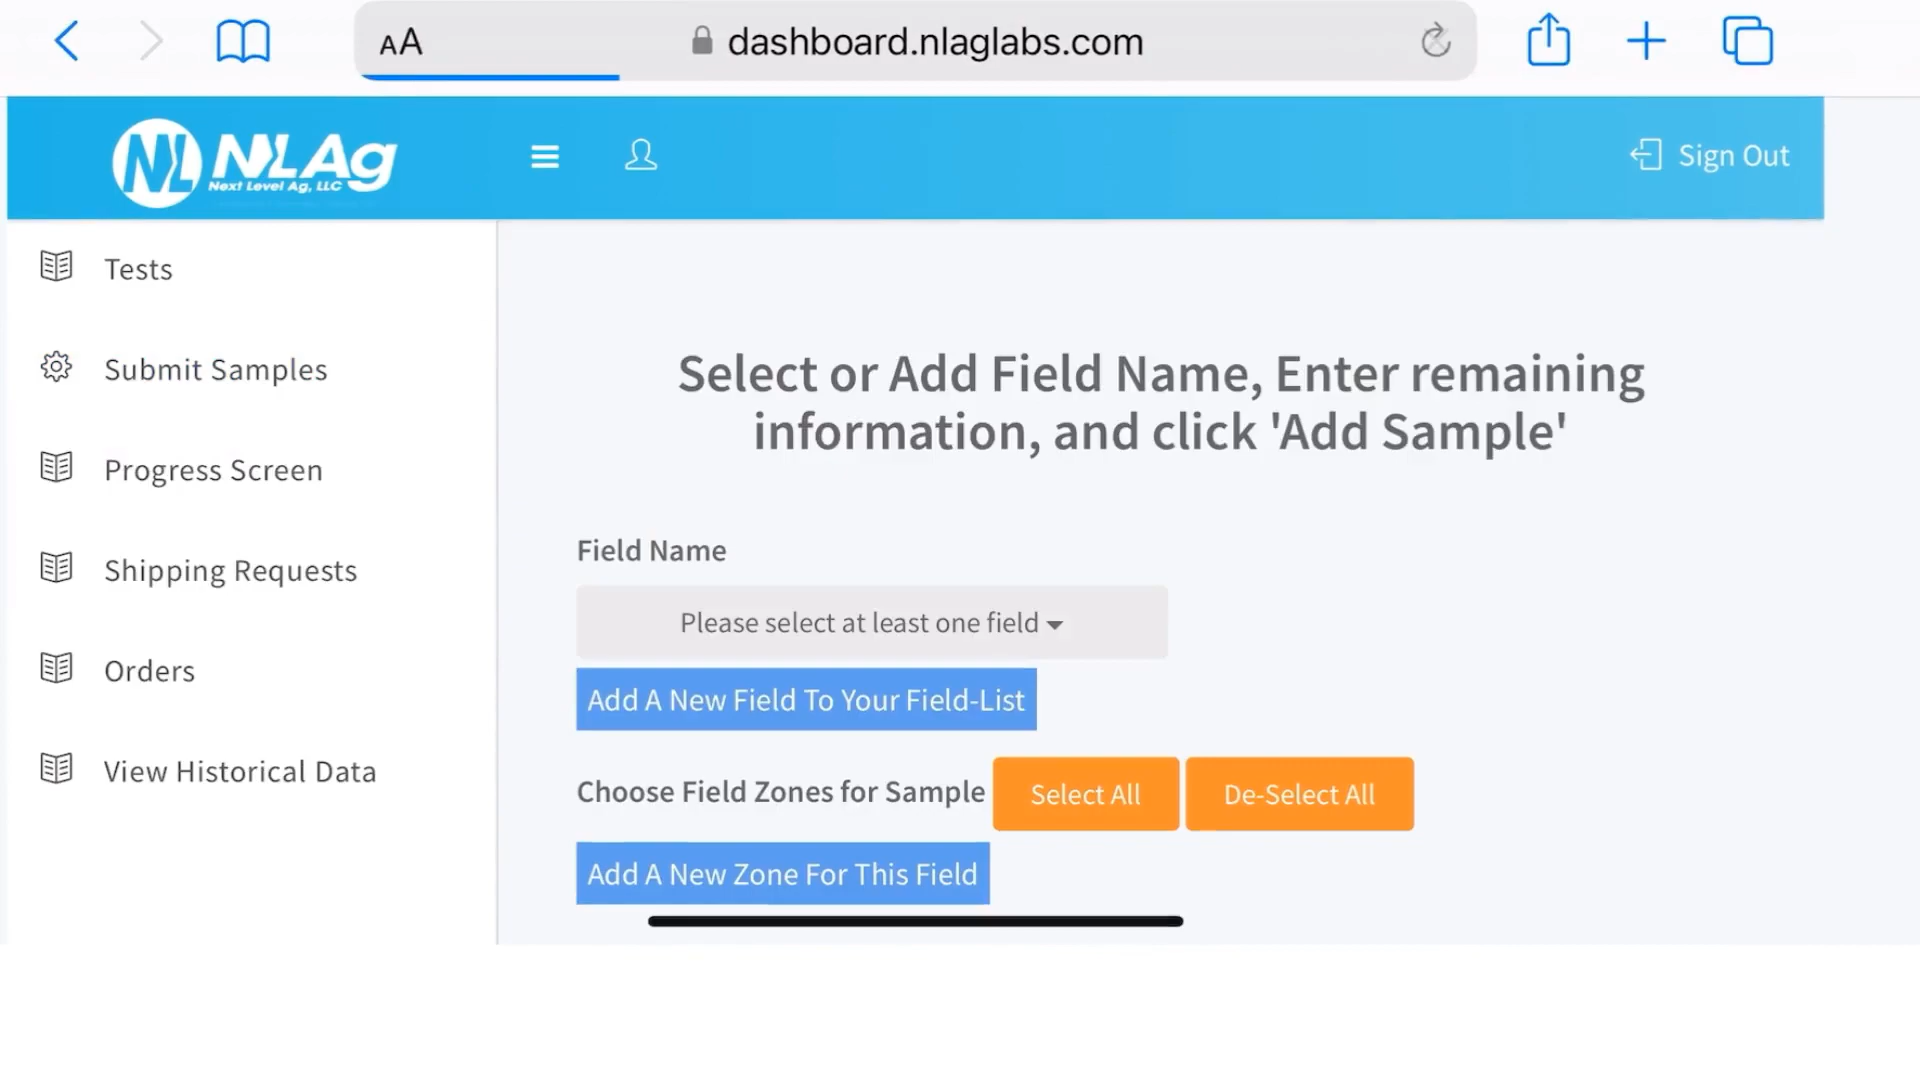 AA
dashboard.nlaglabs.com
NL NLAg
Next Level Ag, LLC
Sign Out
Tests
Submit Samples
Progress Screen
Shipping Requests
Orders
View Historical Data
Select or Add Field Name, Enter remaining
information, and click 'Add Sample'
Field Name
Please select at least one field
Add A New Field To Your Field-List
Choose Field Zones for Sample Select All De-Select All
Add A New Zone For This Field